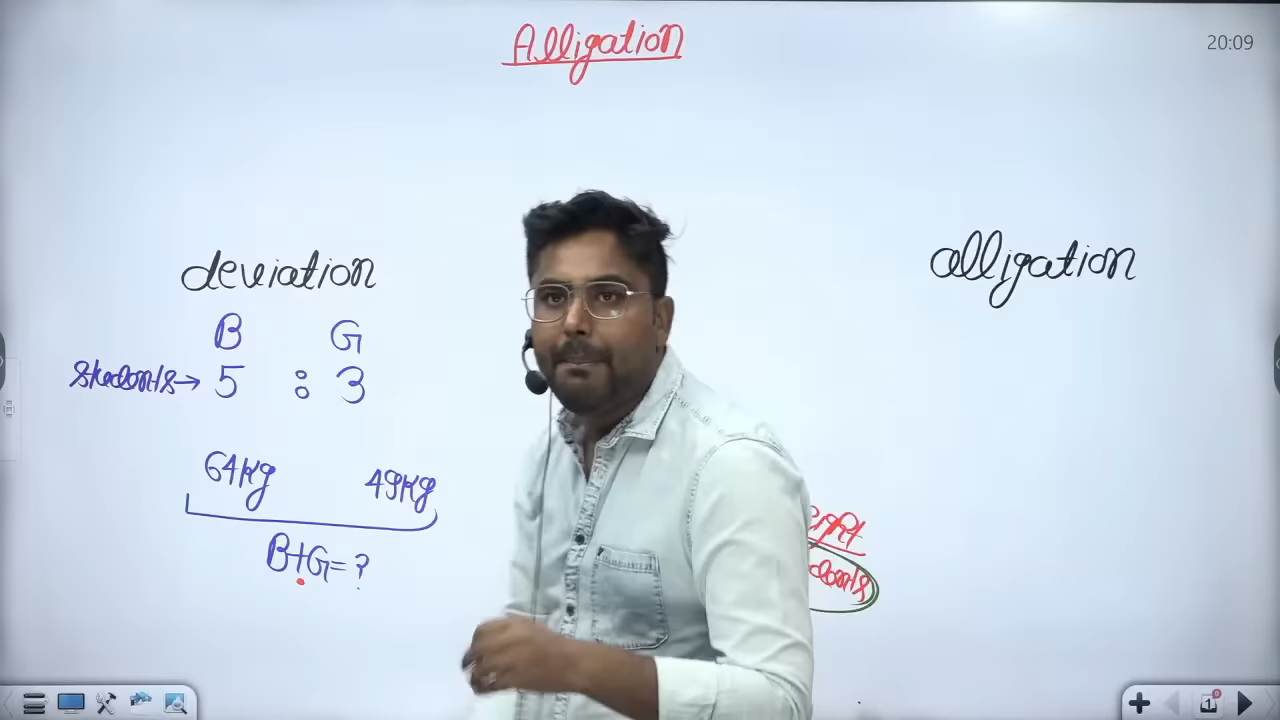 Alligation
20:09
deviation
alligation
B G
Students→ 5 : 3
64Kg 49Kg
B+G=?